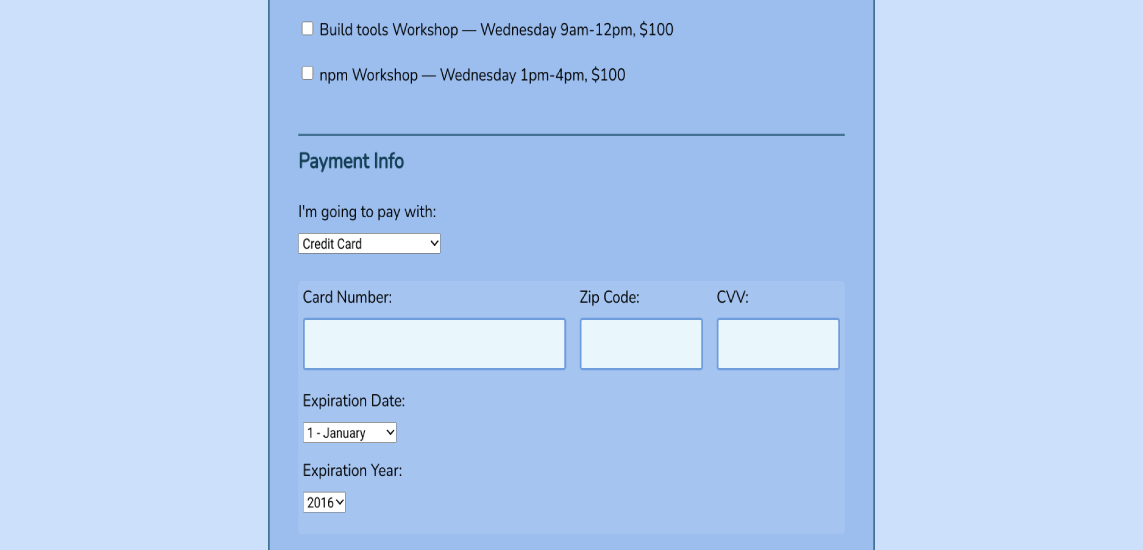 Build tools Workshop — Wednesday 9am-12pm, $100
npm Workshop — Wednesday 1pm-4pm, $100
Payment Info
I'm going to pay with:
Credit Card
Card Number: Zip Code: CVV:
Expiration Date:
1 - January
Expiration Year:
2016